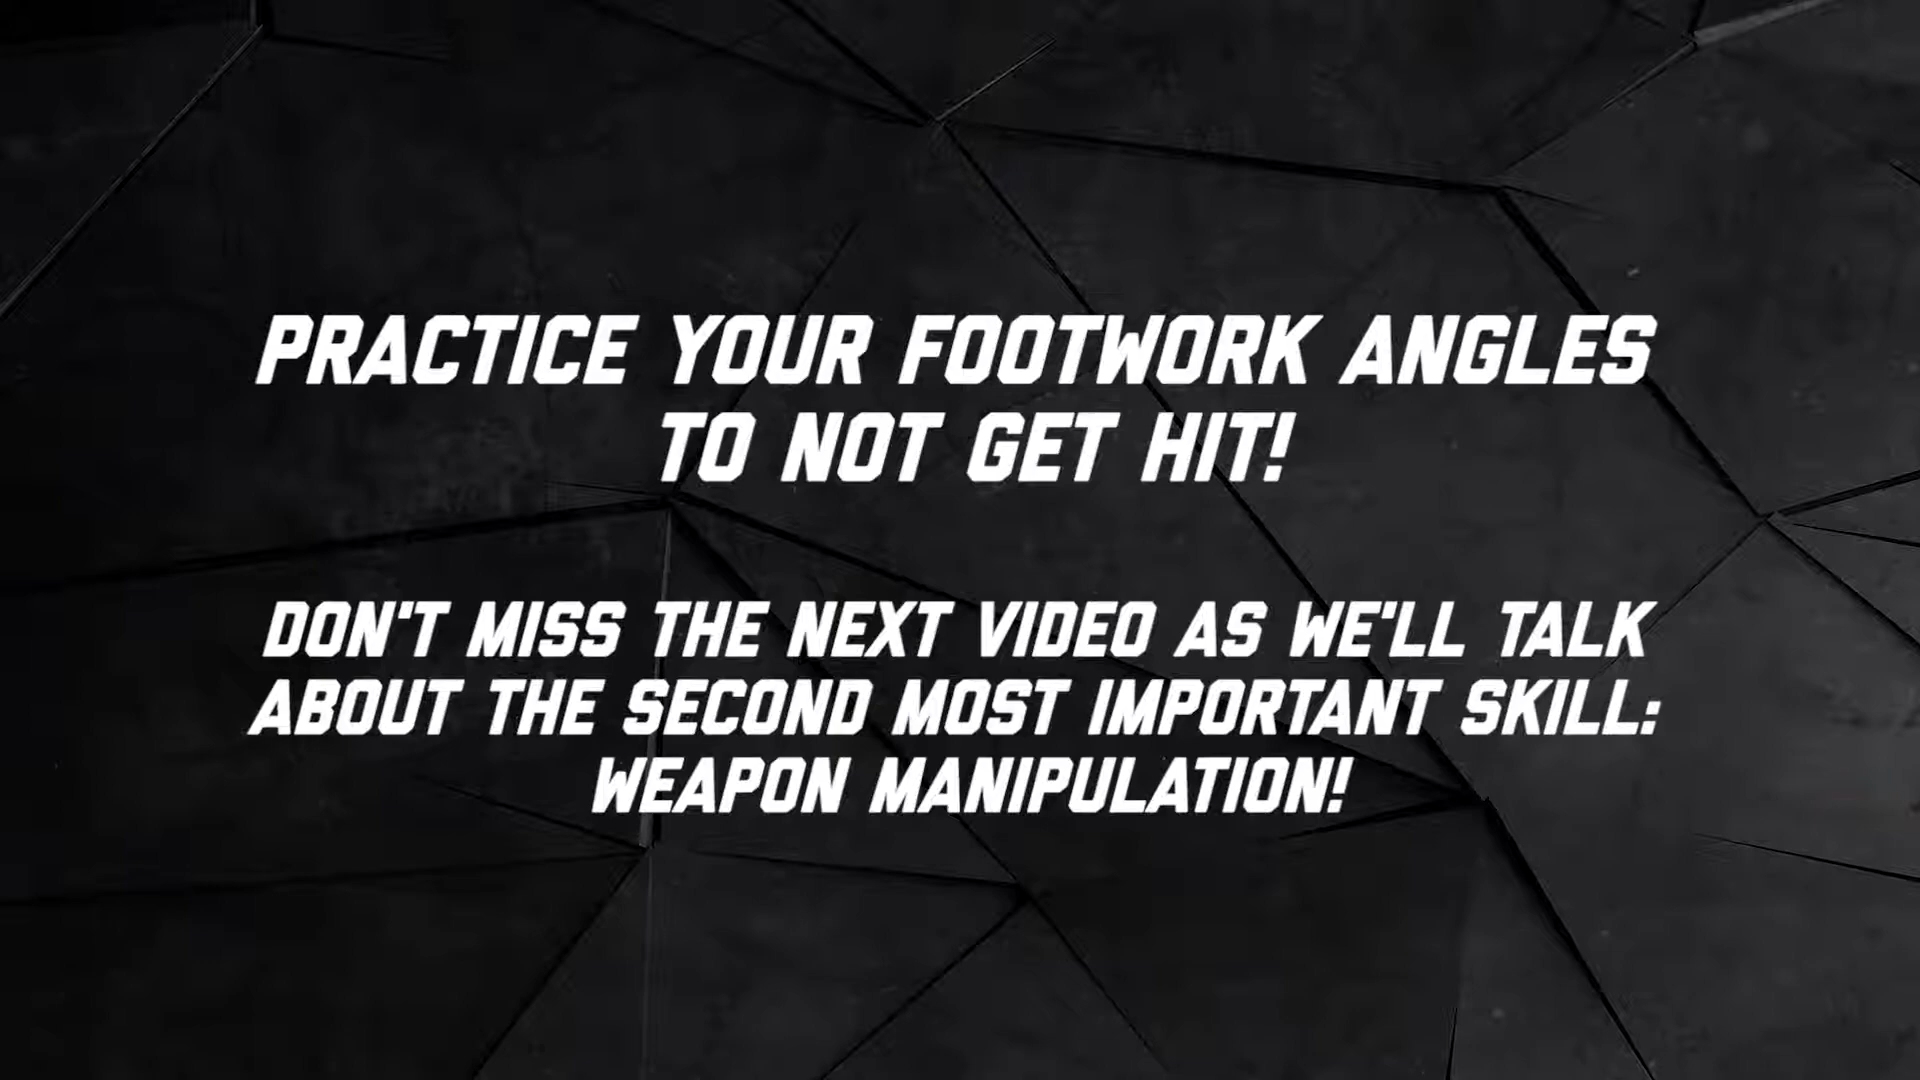 PRACTICE YOUR FOOTWORK ANGLES
TO NOT GET HIT!
DON'T MISS THE NEXT VIDEO AS WE'LL TALK
ABOUT THE SECOND MOST IMPORTANT SKILL:
WEAPON MANIPULATION!